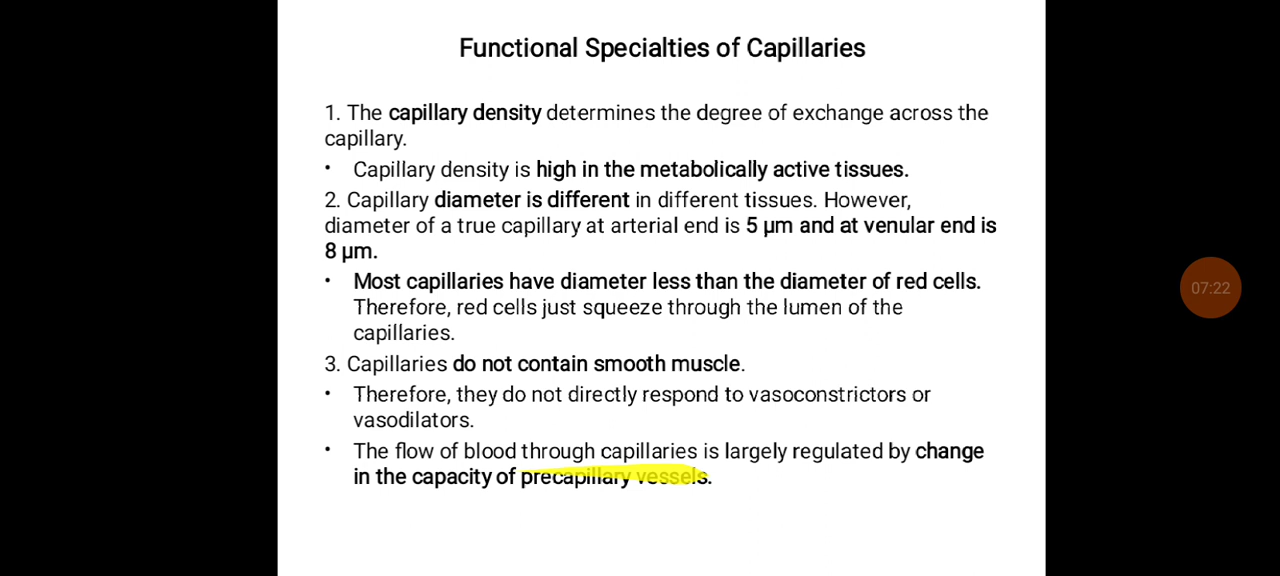 Functional Specialties of Capillaries
1. The capillary density determines the degree of exchange across the
capillary.
• Capillary density is high in the metabolically active tissues.
2. Capillary diameter is different in different tissues. However,
diameter of a true capillary at arterial end is 5 µm and at venular end is
8 µm.
• Most capillaries have diameter less than the diameter of red cells.
Therefore, red cells just squeeze through the lumen of the
capillaries.
3. Capillaries do not contain smooth muscle.
• Therefore, they do not directly respond to vasoconstrictors or
vasodilators.
• The flow of blood through capillaries is largely regulated by change
in the capacity of precapillary vessels.
07:22